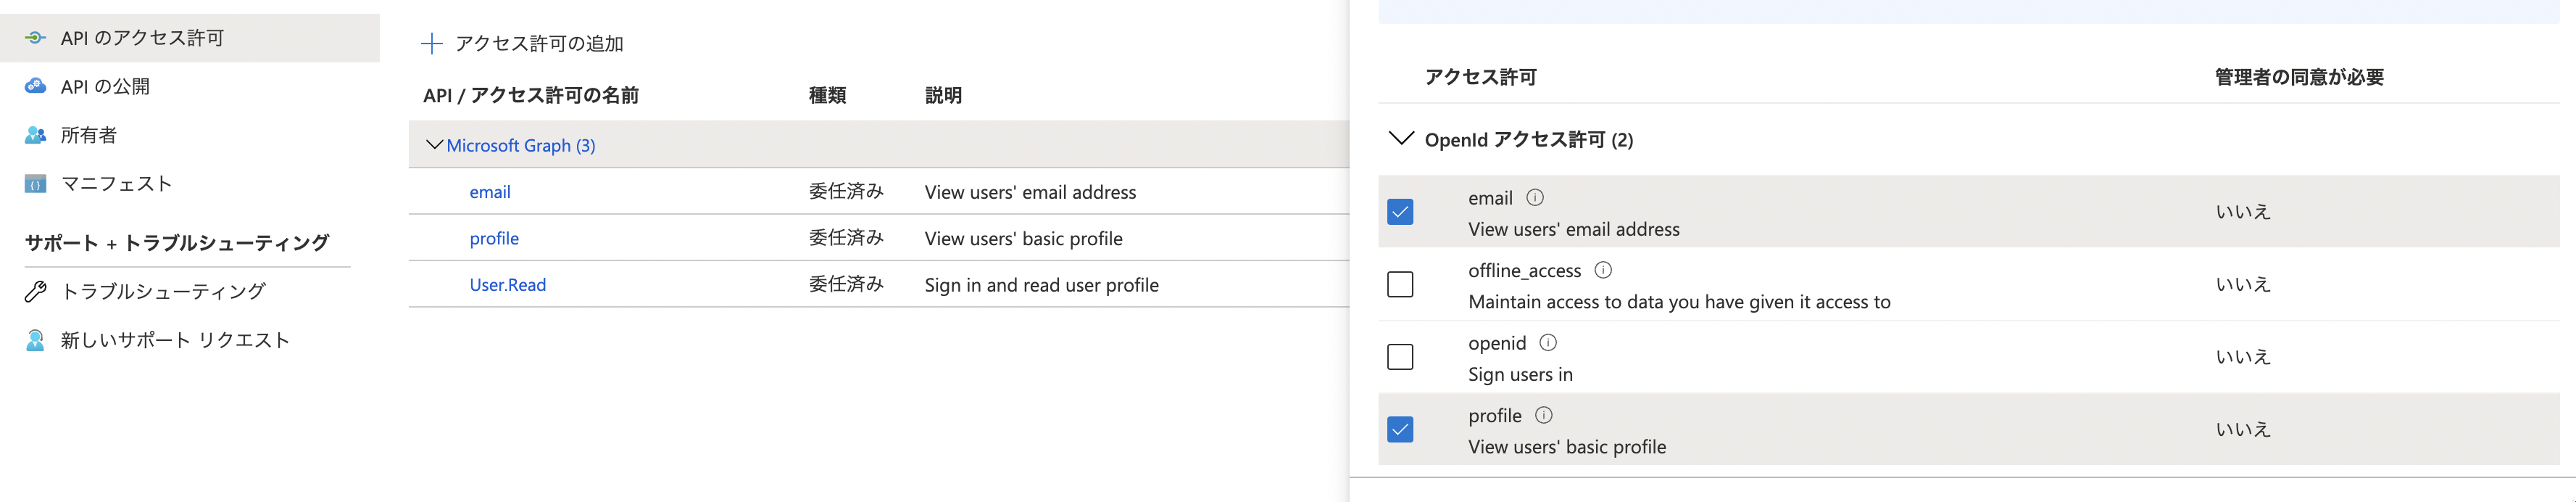 API のアクセス許可
API の公開
所有者
マニフェスト
サポート + トラブルシューティング
トラブルシューティング
新しいサポート リクエスト
アクセス許可の追加
API / アクセス許可の名前 種類 説明
Microsoft Graph (3)
email 委任済み View users' email address
profile 委任済み View users' basic profile
User.Read 委任済み Sign in and read user profile
アクセス許可 管理者の同意が必要
OpenId アクセス許可 (2)
email いいえ
View users' email address
offline_access いいえ
Maintain access to data you have given it access to
openid いいえ
Sign users in
profile いいえ
View users' basic profile